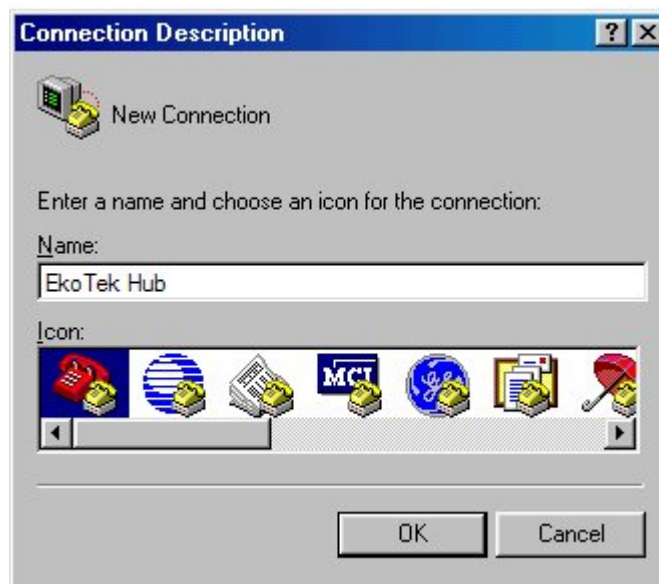 Connection Description
New Connection
Enter a name and choose an icon for the connection:
Name:
EkoTek Hub
Icon:
MCI
OK Cancel